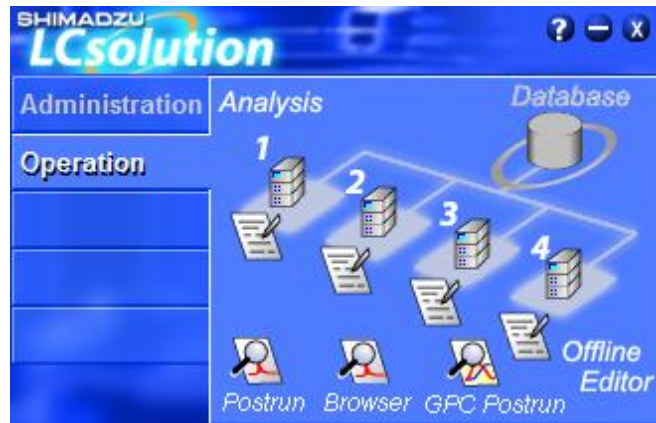 SHIMADZU
LCsolution
? − x
Administration
Operation
Analysis
Database
1
2
3
4
Offline
Editor
Postrun Browser GPC Postrun